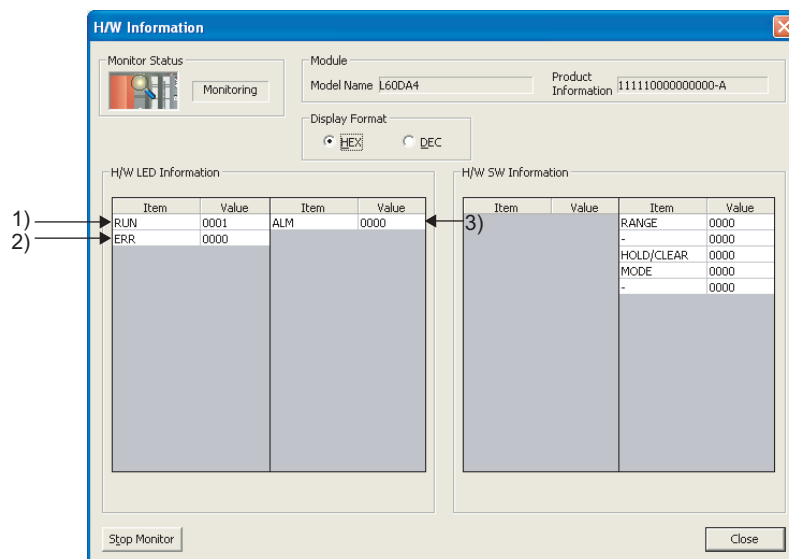 H/W Information
Monitor Status
Monitoring
Module
Model Name L60DA4
Product Information 111110000000000-A
Display Format
HEX DEC
H/W LED Information
Item Value Item Value
1) RUN 0001 ALM 0000 3)
2) ERR 0000
H/W SW Information
Item Value Item Value
RANGE 0000
- 0000
HOLD/CLEAR 0000
MODE 0000
- 0000
Stop Monitor
Close